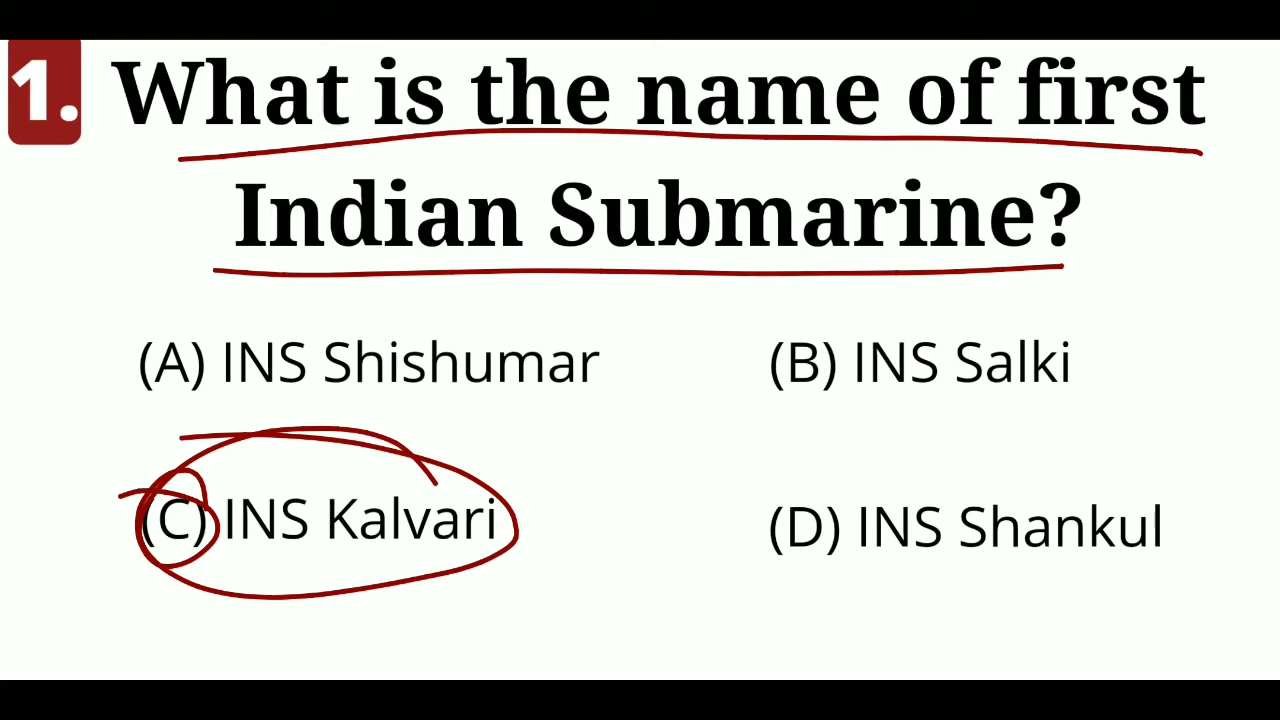 1. What is the name of first
Indian Submarine?
(A) INS Shishumar
(B) INS Salki
(C) INS Kalvari
(D) INS Shankul